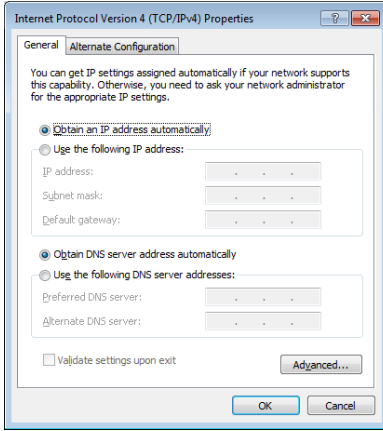 Internet Protocol Version 4 (TCP/IPv4) Properties
General
Alternate Configuration
You can get IP settings assigned automatically if your network supports
this capability. Otherwise, you need to ask your network administrator
for the appropriate IP settings.
Obtain an IP address automatically
Use the following IP address:
IP address:
Subnet mask:
Default gateway:
Obtain DNS server address automatically
Use the following DNS server addresses:
Preferred DNS server:
Alternate DNS server:
Validate settings upon exit
Advanced...
OK
Cancel